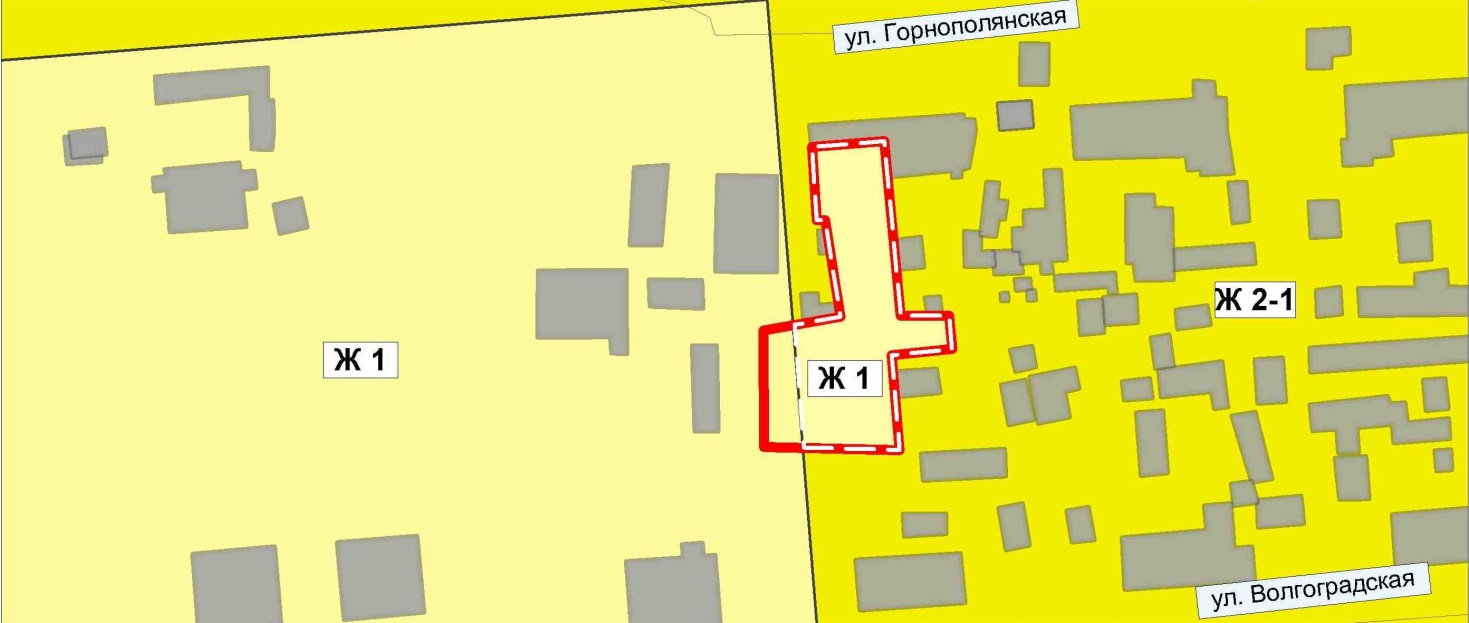 ул. Горнополянская
Ж 2-1
Ж 1
Ж 1
ул. Волгоградская